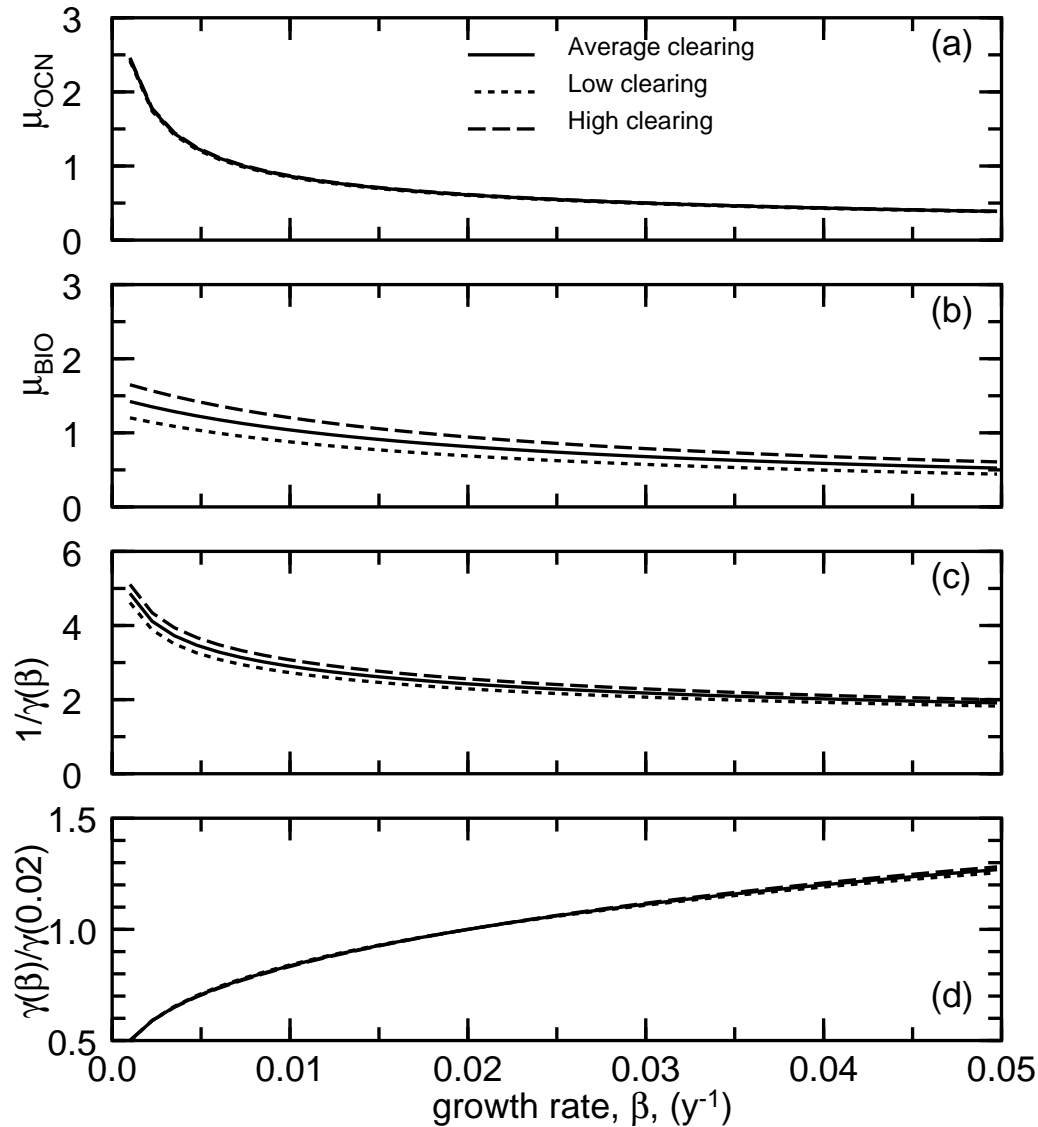 3
2
1
0
μOCN
(a)
Average clearing
Low clearing
High clearing
3
2
1
0
μBIO
(b)
6
4
2
0
1/γ(β)
(c)
1.5
1.0
0.5
γ(β)/γ(0.02)
(d)
0.0 0.01 0.02 0.03 0.04 0.05
growth rate, β, (y-1)